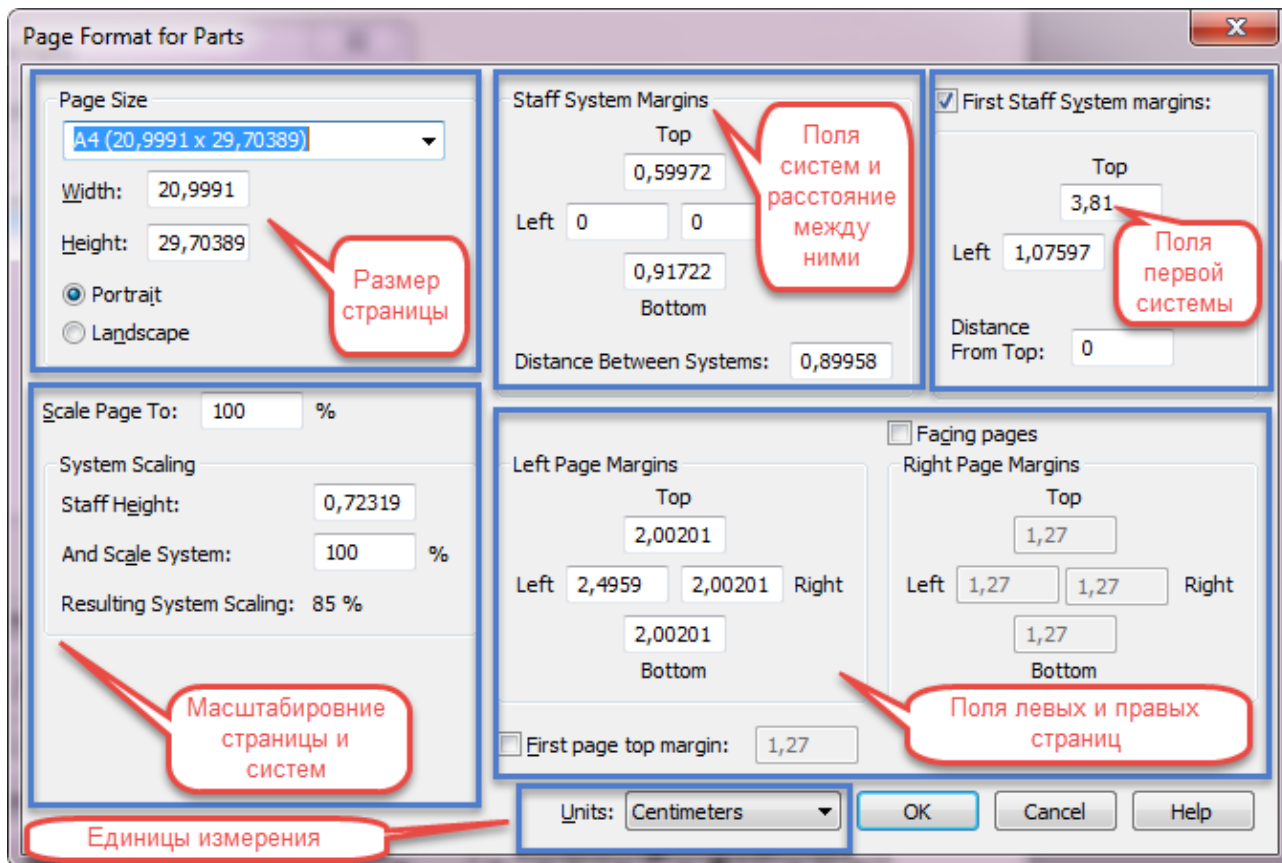 Page Format for Parts
Page Size
A4 (20,9991 x 29,70389)
Width: 20,9991
Height: 29,70389
Portrait
Landscape
Размер
страницы
Staff System Margins
Top
0,59972
Left 0 0
0,91722
Bottom
Distance Between Systems: 0,89958
Поля
систем и
расстояние
между
ними
First Staff System margins:
Top
3,81
Left 1,07597
Distance
From Top: 0
Поля
первой
системы
Scale Page To: 100 %
System Scaling
Staff Height: 0,72319
And Scale System: 100 %
Resulting System Scaling: 85 %
Масштабировние
страницы и
систем
Facing pages
Left Page Margins
Top
2,00201
Left 2,4959 2,00201 Right
2,00201
Bottom
Right Page Margins
Top
1,27
Left 1,27 1,27 Right
1,27
Bottom
Поля левых и правых
страниц
First page top margin: 1,27
Units: Centimeters
OK Cancel Help
Единицы измерения